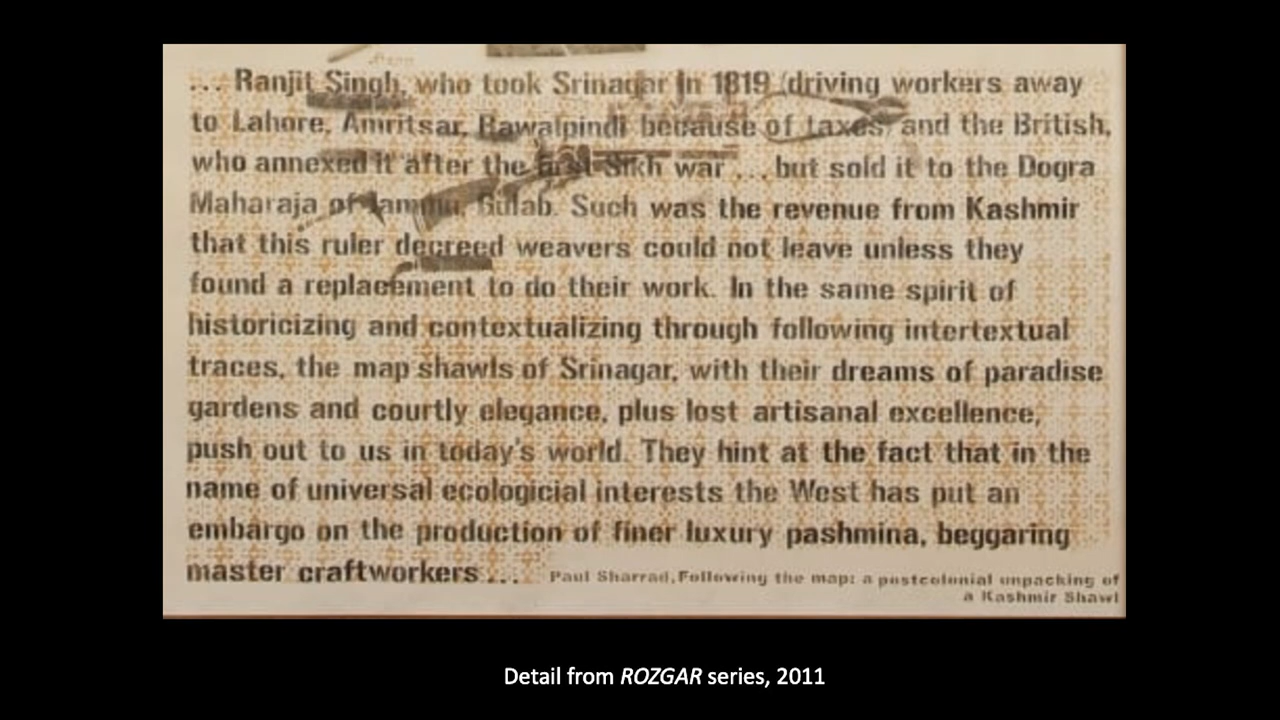 ... Ranjit Singh, who took Srinagar in 1819 (driving workers away
to Lahore, Amritsar, Rawalpindi because of taxes) and the British,
who annexed it after the first Sikh war ... but sold it to the Dogra
Maharaja of Jammu, Gulab. Such was the revenue from Kashmir
that this ruler decreed weavers could not leave unless they
found a replacement to do their work. In the same spirit of
historicizing and contextualizing through following intertextual
traces, the map shawls of Srinagar, with their dreams of paradise
gardens and courtly elegance, plus lost artisanal excellence,
push out to us in today's world. They hint at the fact that in the
name of universal ecologicial interests the West has put an
embargo on the production of finer luxury pashmina, beggaring
master craftworkers ...
Paul Sharrad, Following the map: a postcolonial unpacking of
a Kashmir Shawl
Detail from ROZGAR series, 2011